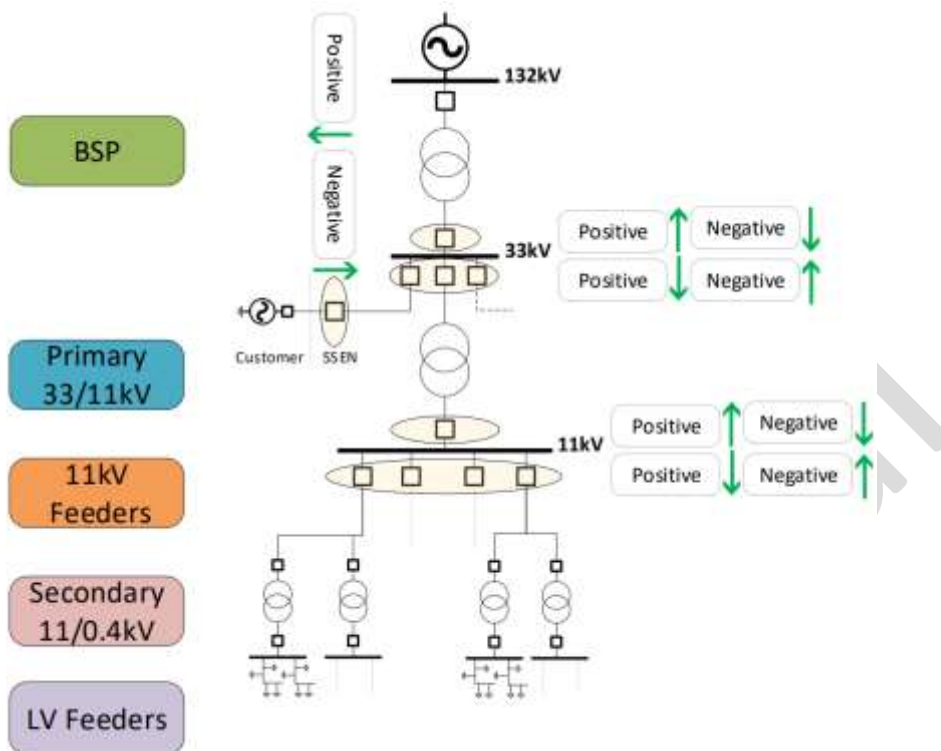 Positive
132kV
BSP
Negative
Positive
Negative
33kV
Positive
Negative
Customer
SSEN
Primary
33/11kV
Positive
Negative
11kV
Positive
Negative
11kV
Feeders
Secondary
11/0.4kV
LV Feeders